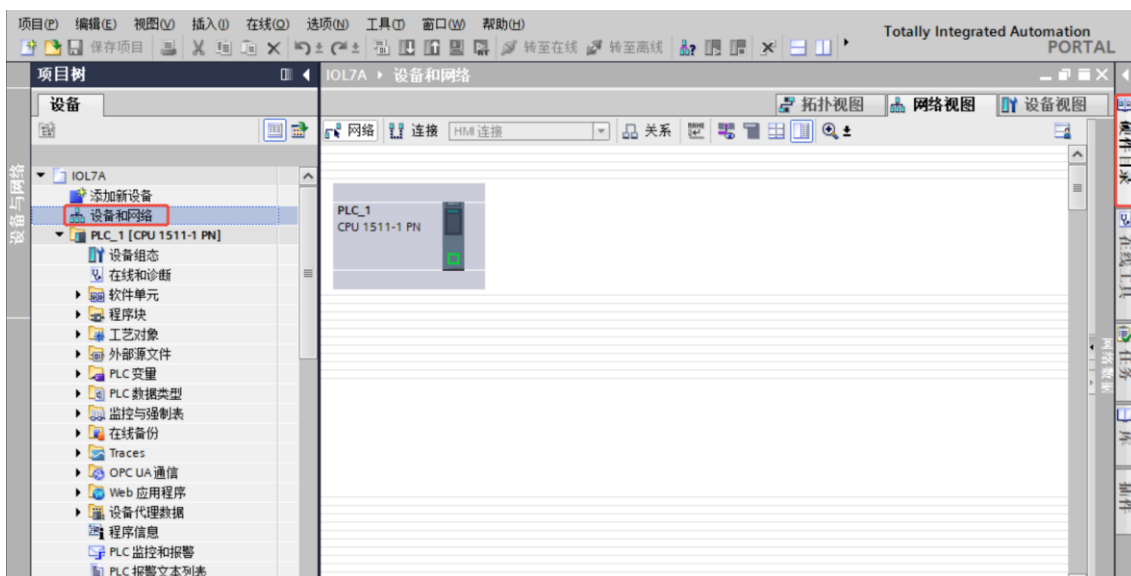 项目(P) 编辑(E) 视图(V) 插入(I) 在线(O) 选项(N) 工具(T) 窗口(W) 帮助(H)
Totally Integrated Automation
PORTAL
保存项目 转至在线 转至离线
项目树
IOL7A 设备和网络
设备
拓扑视图 网络视图 设备视图
网络 连接 HMI 连接 关系
设备与网络
IOL7A
添加新设备
设备和网络
PLC_1 [CPU 1511-1 PN]
设备组态
在线和诊断
软件单元
程序块
工艺对象
外部源文件
PLC 变量
PLC 数据类型
监控与强制表
在线备份
Traces
OPC UA 通信
Web 应用程序
设备代理数据
程序信息
PLC 监控和报警
PLC 报警文本列表
PLC_1
CPU 1511-1 PN
网络数据
硬件目录
在线工具
任务
库
插件